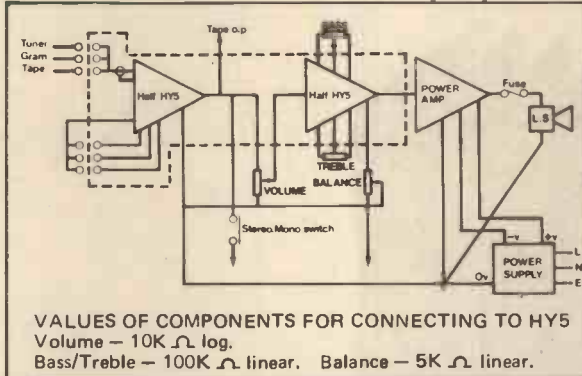 Tape o.p
BASS
Tuner
Gram
Tape
Half HY5
Half HY5
POWER
AMP
Fuse
L.S
TREBLE
VOLUME
BALANCE
Stereo.Mono switch
-v
+v
Ov
POWER
SUPPLY
L
N
E
VALUES OF COMPONENTS FOR CONNECTING TO HY5
Volume — 10K Ω log.
Bass/Treble — 100K Ω linear. Balance — 5K Ω linear.